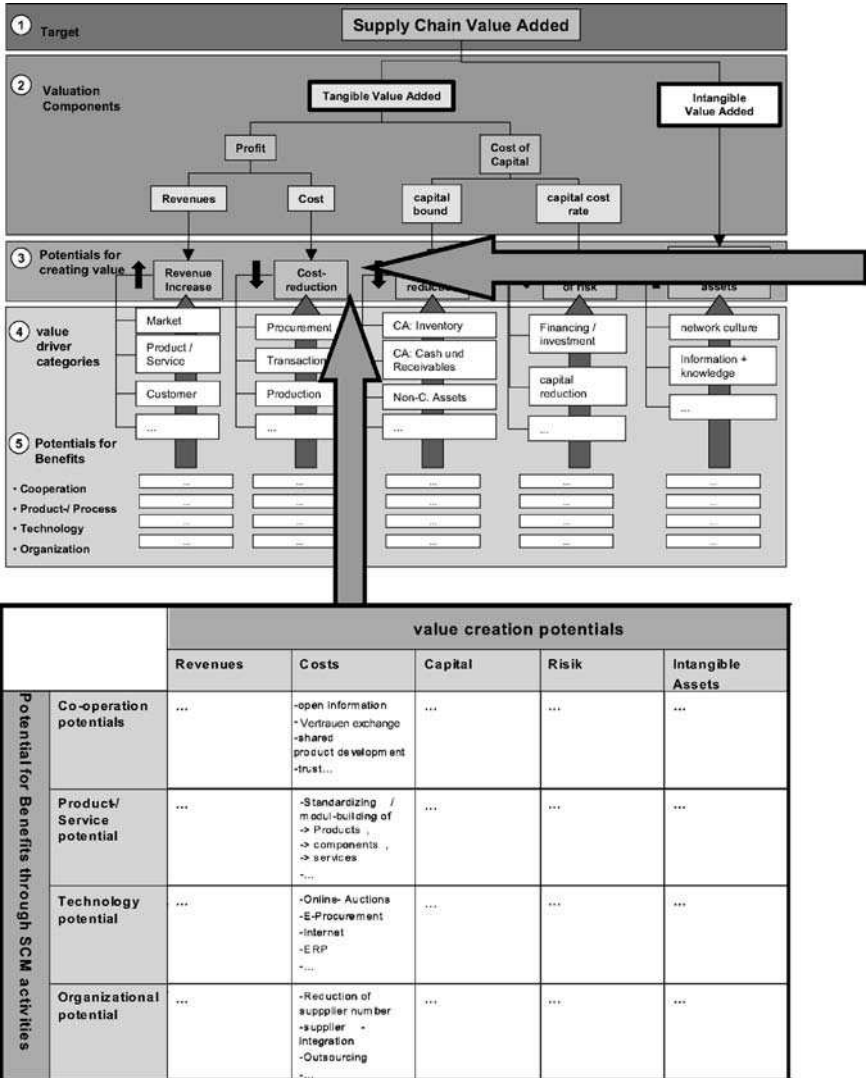 1 Target
Supply Chain Value Added
2 Valuation
Components
Tangible Value Added
Intangible
Value Added
Profit
Cost of
Capital
Revenues
Cost
capital
bound
capital cost
rate
3 Potentials for
creating value
Revenue
Increase
Cost-
reduction
reduction
of risk
assets
4 value
driver
categories
Market
Product /
Service
Customer
...
Procurement
Transaction
Production
...
CA: Inventory
CA: Cash und
Receivables
Non-C. Assets
...
Financing /
investment
capital
reduction
...
network culture
Information +
knowledge
...
5 Potentials for
Benefits
• Cooperation
• Product-/ Process
• Technology
• Organization
... ... ... ... ...
... ... ... ... ...
... ... ... ... ...
... ... ... ... ...
value creation potentials
Revenues Costs Capital Risik Intangible
Assets
Potential for Benefits through SCM activities
Co-operation
potentials
...
-open Information
- Vertrauen exchange
-shared
product development
-trust...
... ... ...
Product-/
Service
potential
...
-Standardizing /
modul-building of
-> Products ,
-> components ,
-> services
-...
... ... ...
Technology
potential
...
-Online- Auctions
-E-Procurement
-Internet
-ERP
-...
... ... ...
Organizational
potential
...
-Reduction of
suppplier number
-supplier -
Integration
-Outsourcing
-...
... ... ...